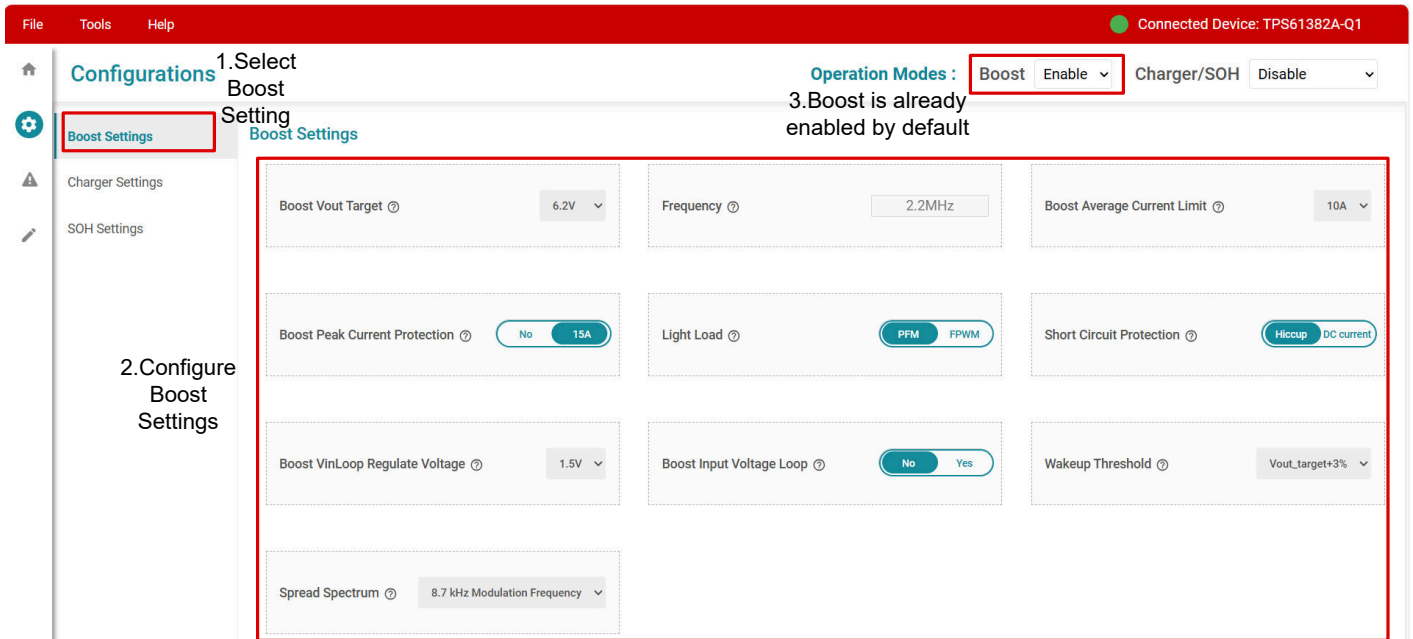 File Tools Help Connected Device: TPS61382A-Q1
Configurations
1.Select
Boost
Setting
Operation Modes : Boost Enable Charger/SOH Disable
3.Boost is already
enabled by default
Boost Settings
Charger Settings
SOH Settings
Boost Settings
Boost Vout Target 6.2V Frequency 2.2MHz Boost Average Current Limit 10A
Boost Peak Current Protection No 15A Light Load PFM FPWM Short Circuit Protection Hiccup DC current
2.Configure
Boost
Settings
Boost VinLoop Regulate Voltage 1.5V Boost Input Voltage Loop No Yes Wakeup Threshold Vout_target+3%
Spread Spectrum 8.7 kHz Modulation Frequency